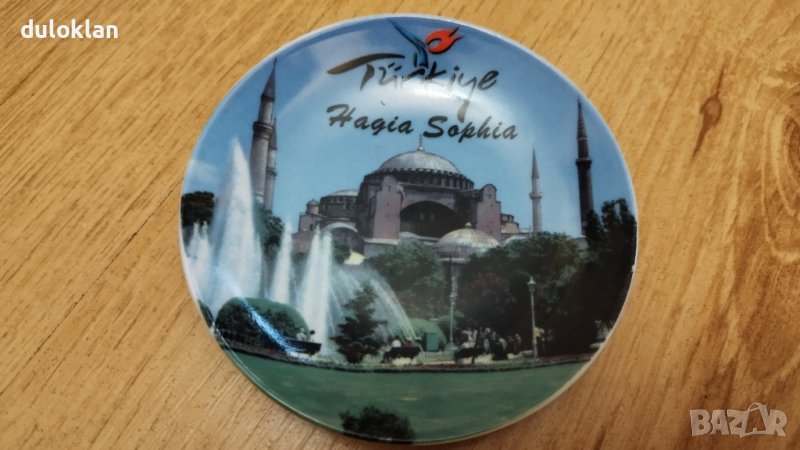 duloklan
Türkiye
Hagia Sophia
BAZAR